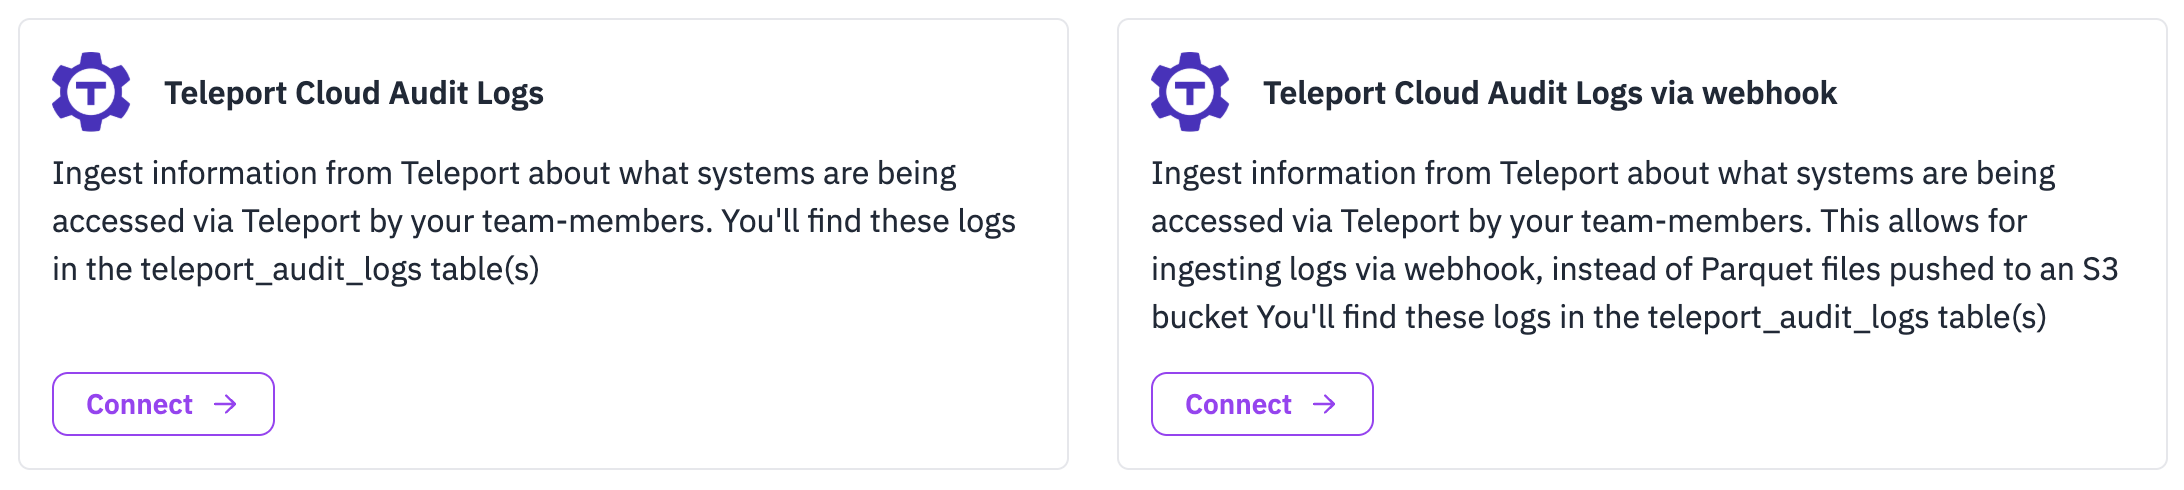 Teleport Cloud Audit Logs
Ingest information from Teleport about what systems are being
accessed via Teleport by your team-members. You'll find these logs
in the teleport_audit_logs table(s)
Connect →
Teleport Cloud Audit Logs via webhook
Ingest information from Teleport about what systems are being
accessed via Teleport by your team-members. This allows for
ingesting logs via webhook, instead of Parquet files pushed to an S3
bucket You'll find these logs in the teleport_audit_logs table(s)
Connect →